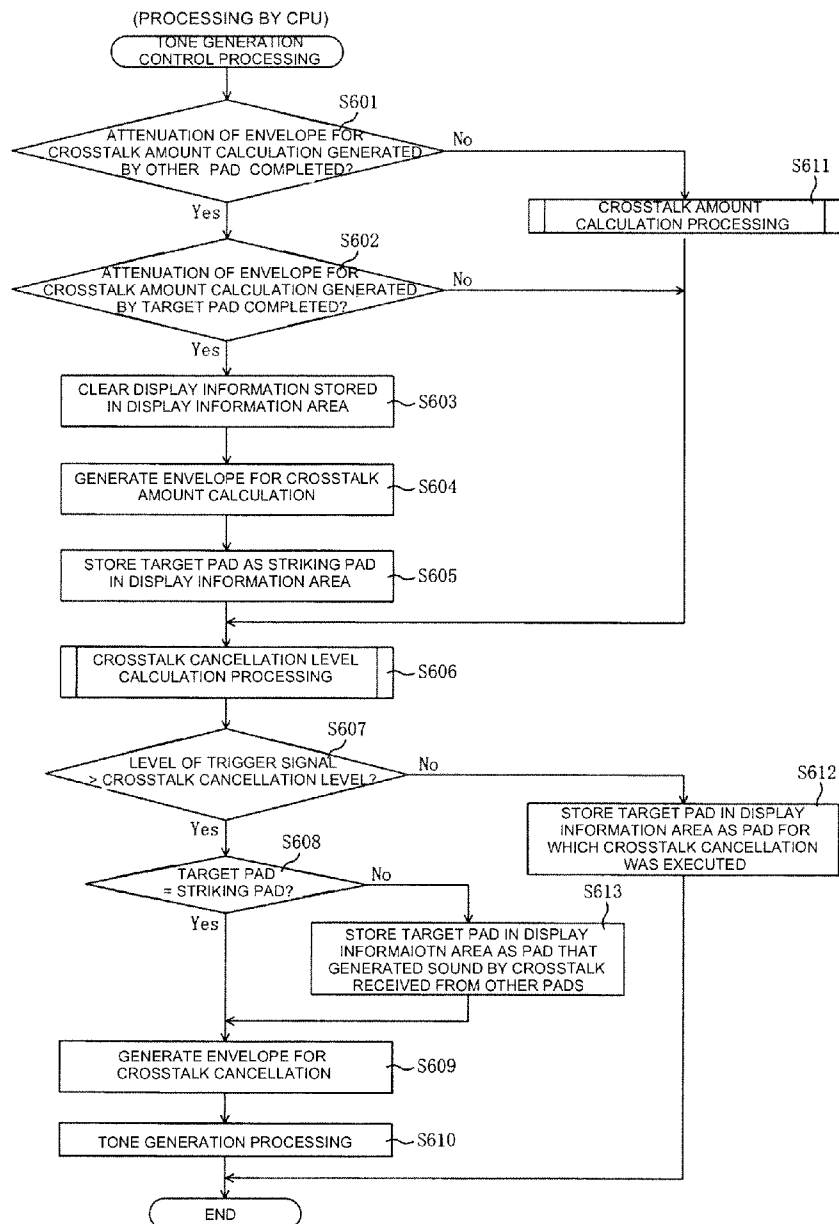 (PROCESSING BY CPU)
TONE GENERATION
CONTROL PROCESSING
S601
ATTENUATION OF ENVELOPE FOR
CROSSTALK AMOUNT CALCULATION GENERATED
BY OTHER PAD COMPLETED?
No
Yes
S611
CROSSTALK AMOUNT
CALCULATION PROCESSING
S602
ATTENUATION OF ENVELOPE FOR
CROSSTALK AMOUNT CALCULATION GENERATED
BY TARGET PAD COMPLETED?
No
Yes
CLEAR DISPLAY INFORMATION STORED
IN DISPLAY INFORMATION AREA
S603
GENERATE ENVELOPE FOR CROSSTALK
AMOUNT CALCULATION
S604
STORE TARGET PAD AS STRIKING PAD
IN DISPLAY INFORMATION AREA
S605
CROSSTALK CANCELLATION LEVEL
CALCULATION PROCESSING
S606
S607
LEVEL OF TRIGGER SIGNAL
> CROSSTALK CANCELLATION LEVEL?
No
Yes
S612
STORE TARGET PAD IN DISPLAY
INFORMATION AREA AS PAD FOR
WHICH CROSSTALK CANCELLATION
WAS EXECUTED
S608
TARGET PAD
= STRIKING PAD?
No
Yes
S613
STORE TARGET PAD IN DISPLAY
INFORMAIOTN AREA AS PAD THAT
GENERATED SOUND BY CROSSTALK
RECEIVED FROM OTHER PADS
GENERATE ENVELOPE FOR
CROSSTALK CANCELLATION
S609
TONE GENERATION PROCESSING
S610
END